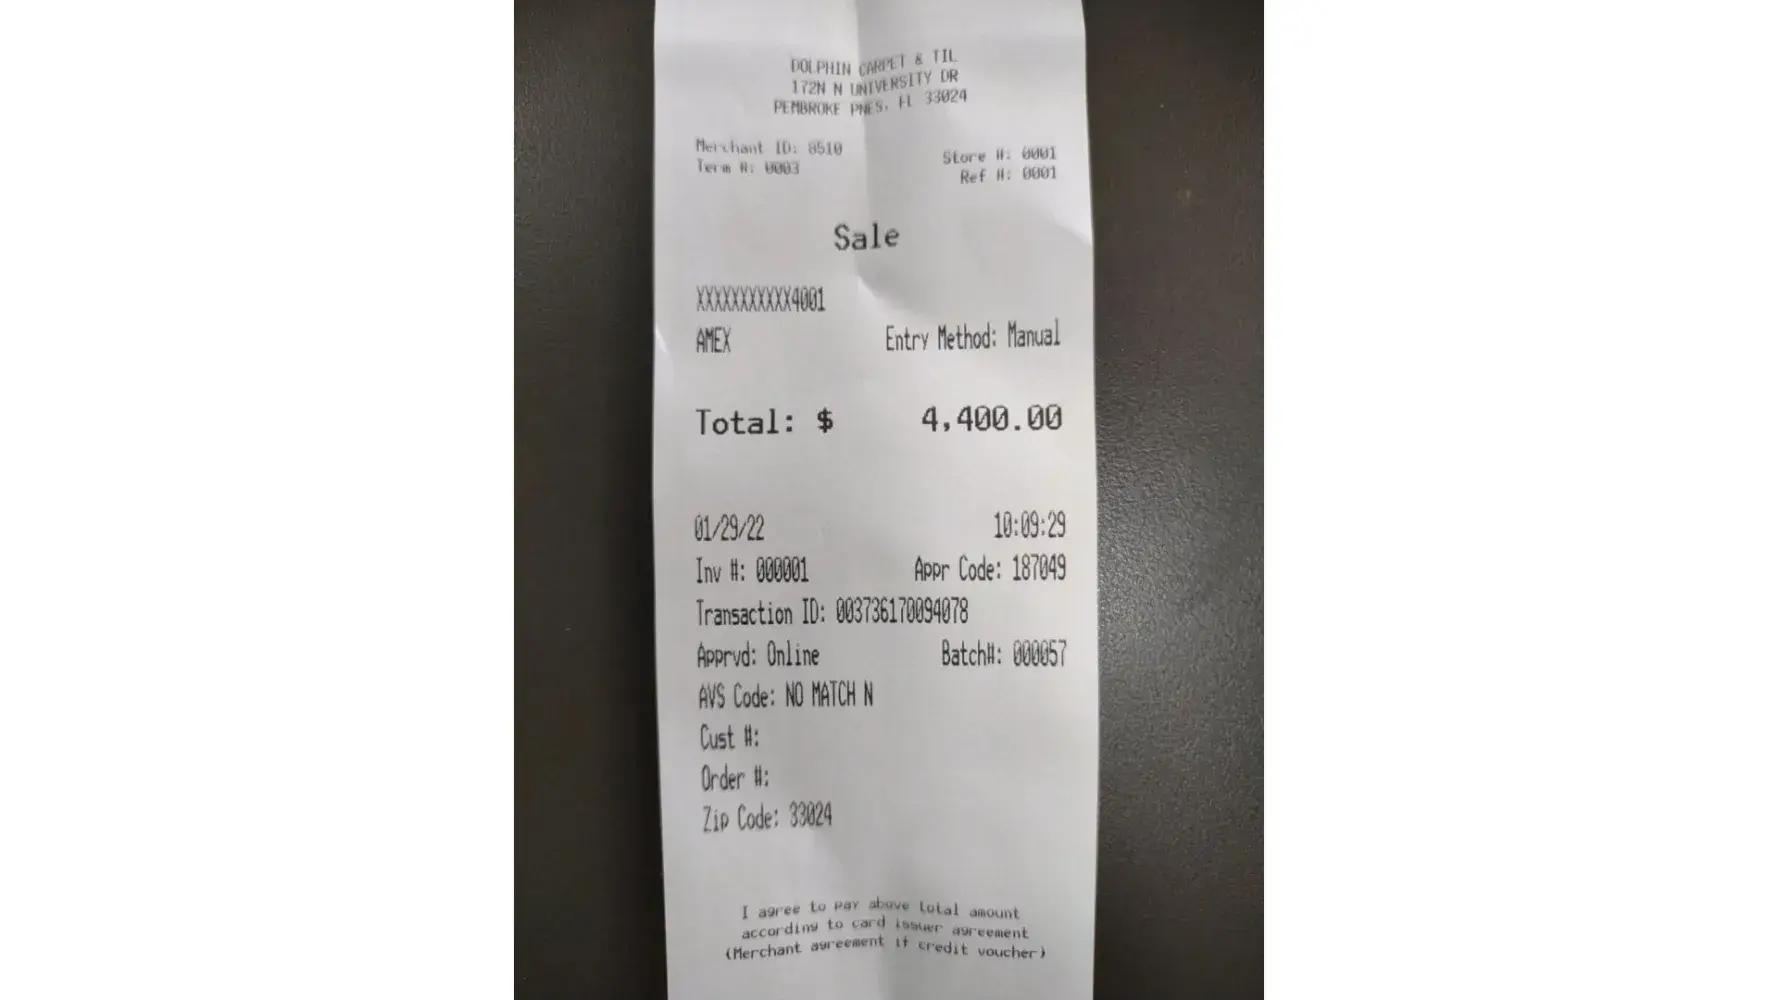 DOLPHIN CARPET & TIL
172N N UNIVERSITY DR
PEMBROKE PNES, FL 33024
Merchant ID: 8510 Store #: 0001
Term #: 0003 Ref #: 0001
Sale
XXXXXXXXXXX4001
AMEX Entry Method: Manual
Total: $ 4,400.00
01/29/22 10:09:29
Inv #: 000001 Appr Code: 187049
Transaction ID: 003736170094078
Apprvd: Online Batch#: 000057
AVS Code: NO MATCH N
Cust #:
Order #:
Zip Code: 33024
I agree to pay above total amount
according to card issuer agreement
(Merchant agreement if credit voucher)